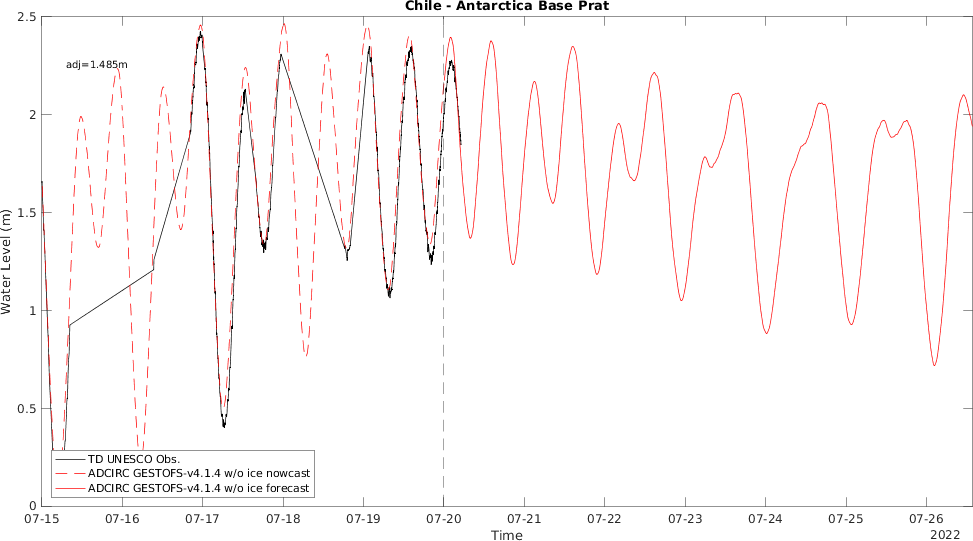 Chile - Antarctica Base Prat
2.5
adj=1.485m
2
1.5
Water Level (m)
1
0.5
TD UNESCO Obs.
ADCIRC GESTOFS-v4.1.4 w/o ice nowcast
ADCIRC GESTOFS-v4.1.4 w/o ice forecast
0
07-15 07-16 07-17 07-18 07-19 07-20 07-21 07-22 07-23 07-24 07-25 07-26
Time
2022